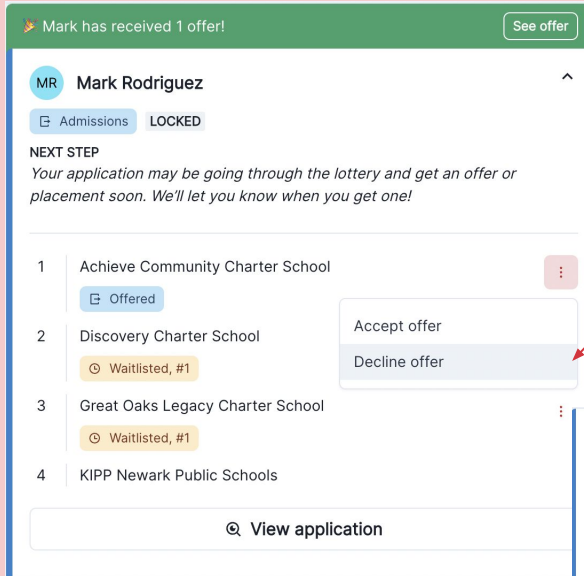 🎉 Mark has received 1 offer!
See offer
MR
Mark Rodriguez
Admissions
LOCKED
NEXT STEP
Your application may be going through the lottery and get an offer or
placement soon. We'll let you know when you get one!
1
Achieve Community Charter School
Offered
Accept offer
Decline offer
2
Discovery Charter School
Waitlisted, #1
3
Great Oaks Legacy Charter School
Waitlisted, #1
4
KIPP Newark Public Schools
View application